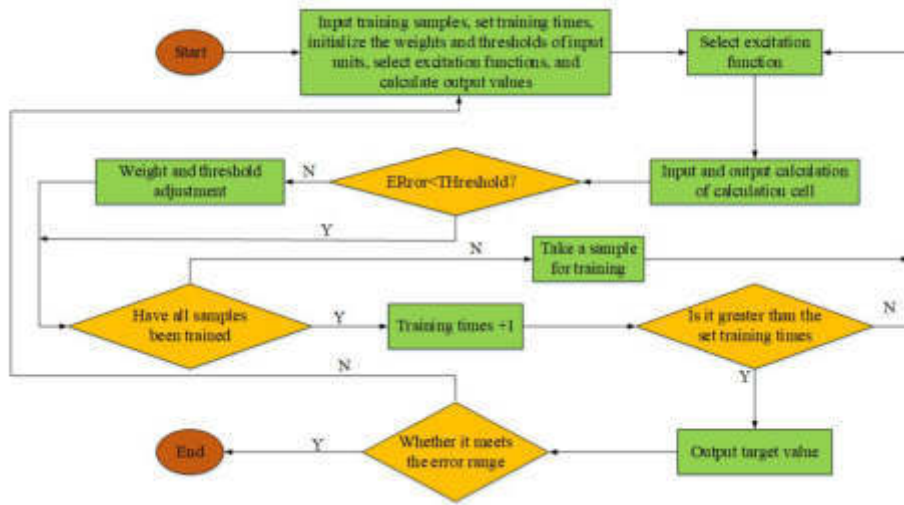 Input training samples, set training times,
initialize the weights and thresholds of input
units, select excitation functions, and
calculate output values
Start
Select excitation
function
Weight and threshold
adjustment
N
ERror<THreshold?
Input and output calculation
of calculation cell
Y
N
Take a sample
for training
Have all samples
been trained
Y
Training times +1
Is it greater than the
set training times
N
N
Y
Whether it meets
the error range
Y
End
Output target value